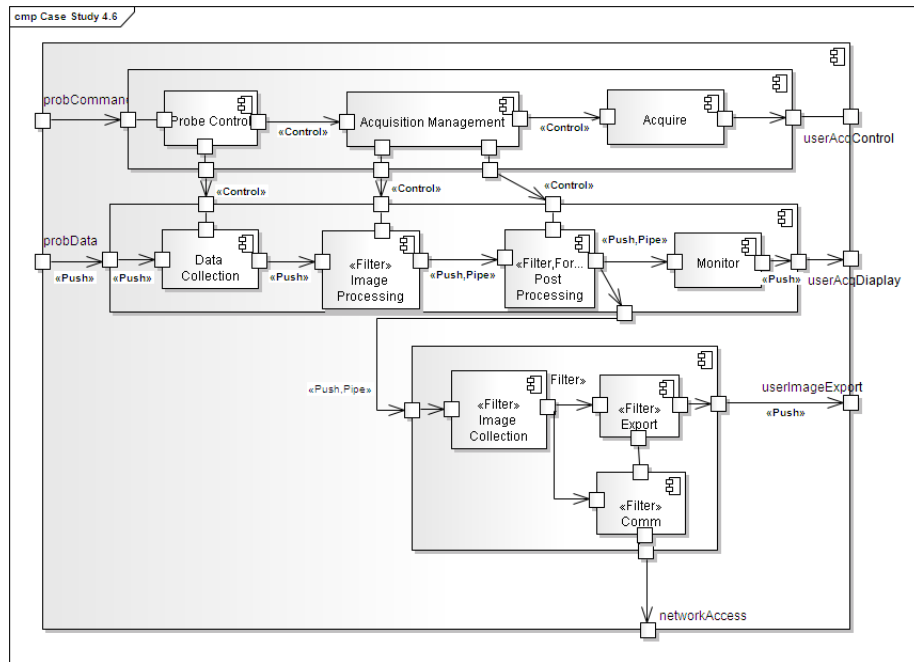 cmp Case Study 4.6
probCommand
Probe Control
«Control»
Acquisition Management
«Control»
Acquire
userAcqControl
«Control»
«Control»
«Control»
probData
«Push»
«Push»
Data
Collection
«Push»
«Filter»
Image
Processing
«Push,Pipe»
«Filter,For...
Post
Processing
«Push,Pipe»
Monitor
«Push»
userAcqDiaplay
«Push,Pipe»
«Filter»
Image
Collection
Filter»
«Filter»
Export
userImageExport
«Push»
«Filter»
Comm
networkAccess